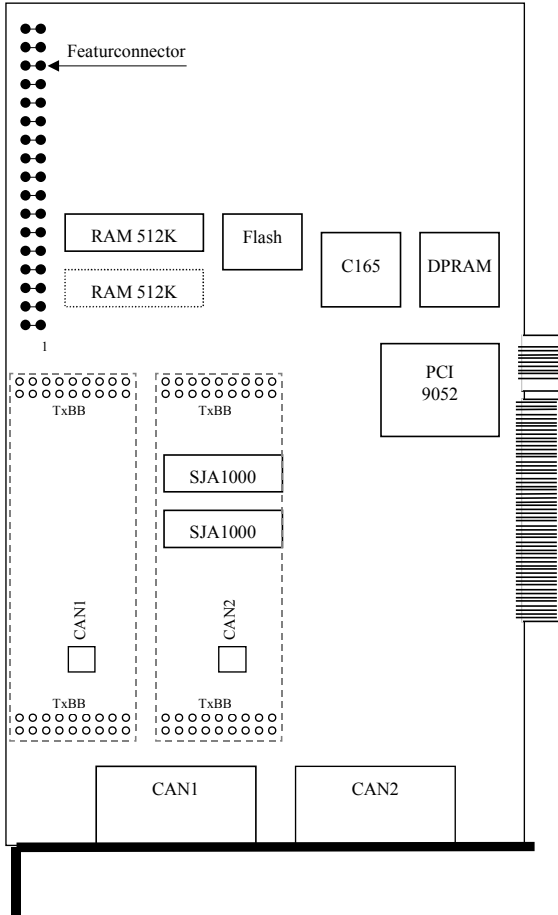 Featurconnector
RAM 512K
Flash
C165
DPRAM
RAM 512K
1
PCI
9052
TxBB
TxBB
SJA1000
SJA1000
CAN1
CAN2
TxBB
TxBB
CAN1
CAN2